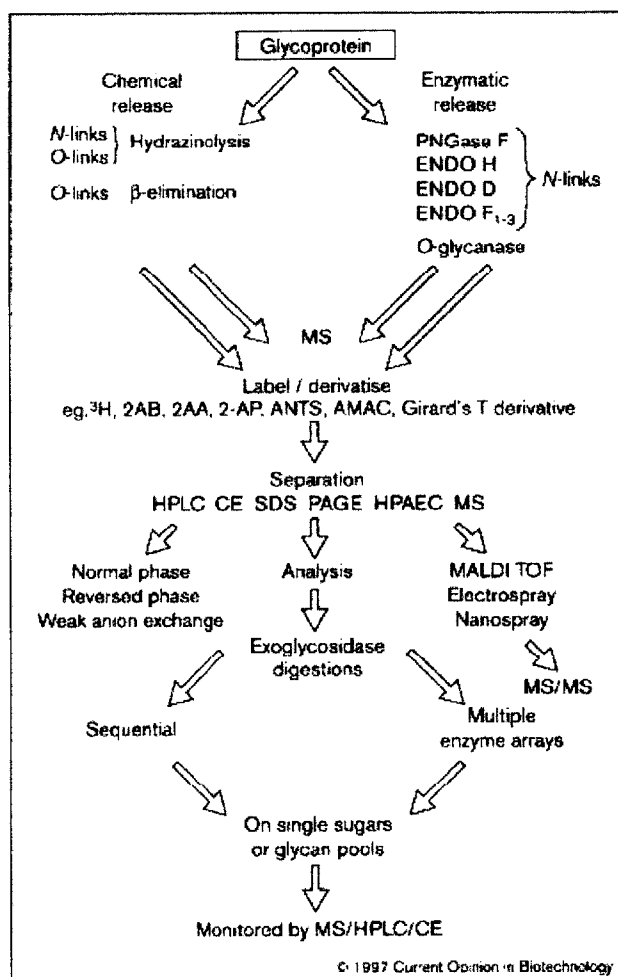 Glycoprotein
Chemical
release
Enzymatic
release
N-links
O-links
Hydrazinolysis
O-links β-elimination
PNGase F
ENDO H
ENDO D
ENDO F1-3
N-links
O-glycanase
MS
Label / derivatise
eg.³H, 2AB, 2AA, 2-AP, ANTS, AMAC, Girard's T derivative
Separation
HPLC CE SDS PAGE HPAEC MS
Normal phase
Reversed phase
Weak anion exchange
Analysis
MALDI TOF
Electrospray
Nanospray
Exoglycosidase
digestions
MS/MS
Sequential
Multiple
enzyme arrays
On single sugars
or glycan pools
Monitored by MS/HPLC/CE
© 1997 Current Opinion in Biotechnology